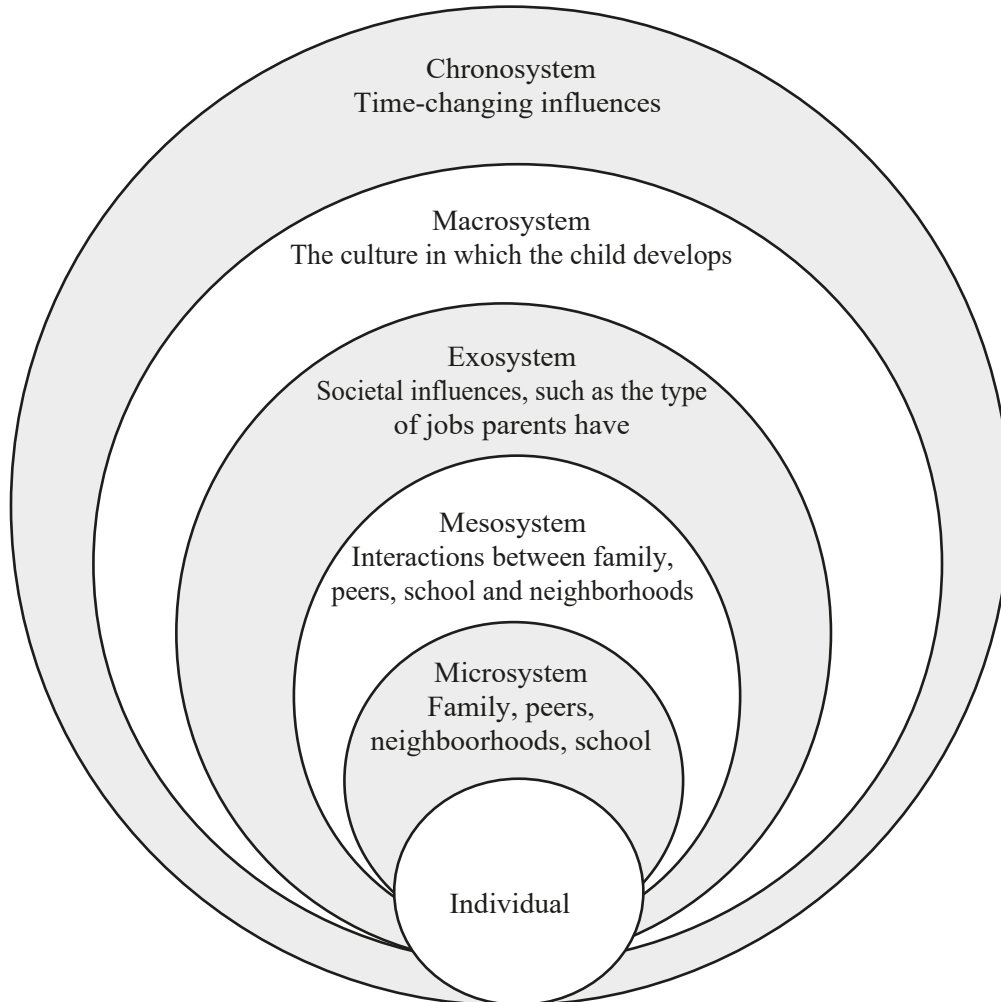 Chronosystem
Time-changing influences
Macrosystem
The culture in which the child develops
Exosystem
Societal influences, such as the type
of jobs parents have
Mesosystem
Interactions between family,
peers, school and neighborhoods
Microsystem
Family, peers,
neighboorhoods, school
Individual